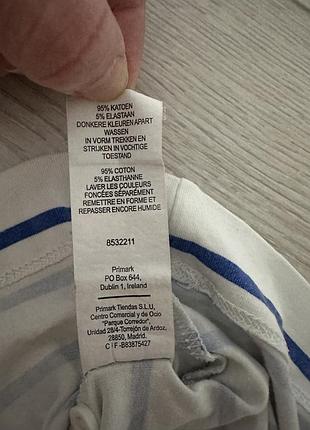 95% KATOEN
5% ELASTAAN
DONKERE KLEUREN APART
WASSEN
IN VORM TREKKEN EN
STRIJKEN IN VOCHTIGE
TOESTAND
95% COTON
5% ELASTHANNE
LAVER LES COULEURS
FONCÉES SÉPARÉMENT
REMETTRE EN FORME ET
REPASSER ENCORE HUMIDE
8532211
Primark
PO Box 644,
Dublin 1, Ireland
Primark Tiendas S.L.U,
Centro Comercial y de Ocio
"Parque Corredor",
Unidad 28/4-Torrejón de Ardoz,
28850, Madrid.
C|F-B83875427